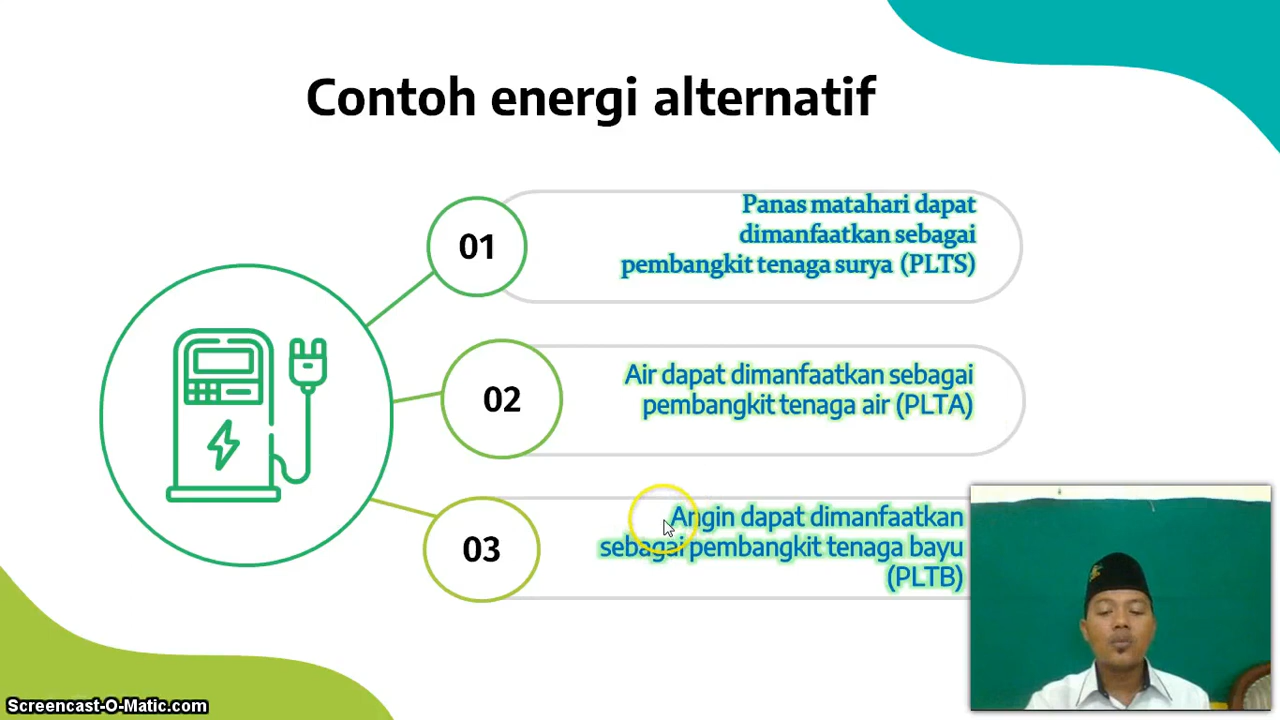 Contoh energi alternatif
01
Panas matahari dapat
dimanfaatkan sebagai
pembangkit tenaga surya (PLTS)
02
Air dapat dimanfaatkan sebagai
pembangkit tenaga air (PLTA)
03
Angin dapat dimanfaatkan
sebagai pembangkit tenaga bayu
(PLTB)
Screencast-O-Matic.com